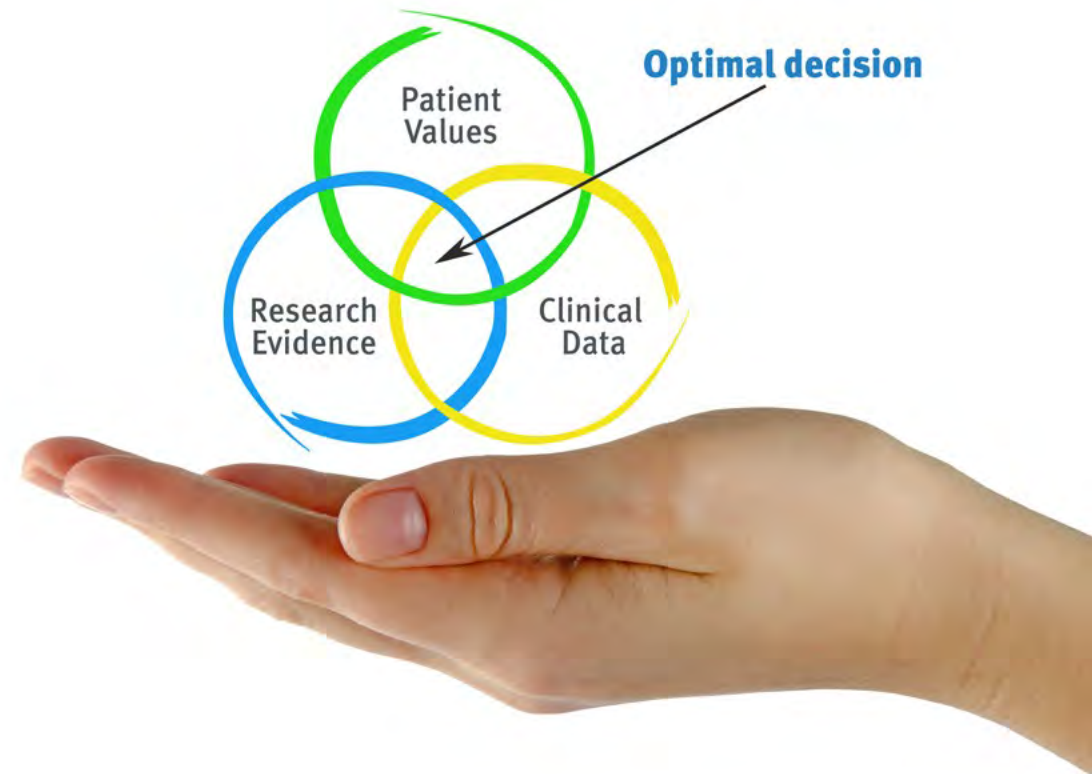 Optimal decision
Patient
Values
Research
Evidence
Clinical
Data